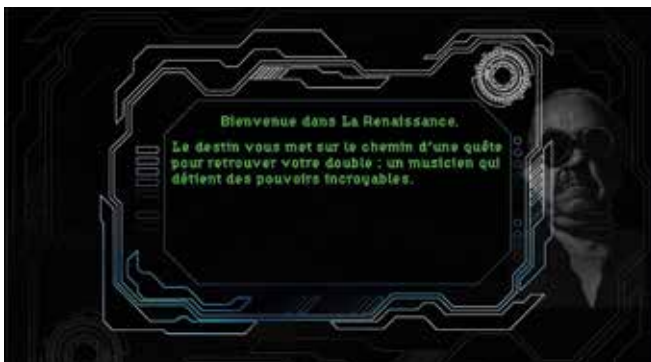 Bienvenue dans La Renaissance.
Le destin vous met sur le chemin d'une quête
pour retrouver votre double : un musicien qui
détient des pouvoirs incroyables.